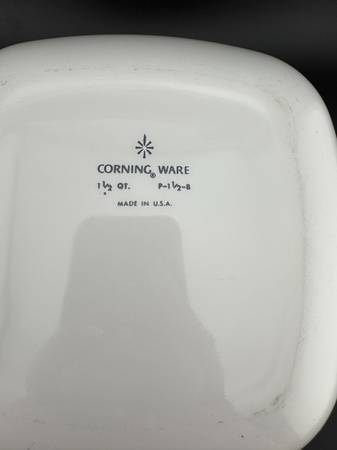 CORNING® WARE
1½ QT. P-1½-B
MADE IN U.S.A.